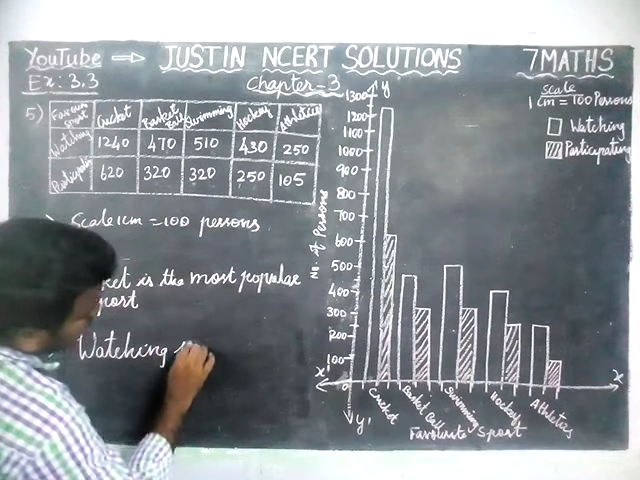 YouTube ⇒ JUSTIN NCERT SOLUTIONS 7MATHS
Ex: 3.3 Chapter-3
5)
Favourite sport Cricket Basket Ball Swimming Hockey Athletics
Watching 1240 470 510 430 250
Participating 620 320 320 250 105
Scale 1cm = 100 persons
ket is the most popular
port
Watching
scale
1 cm = 100 Persons
Watching
Participating
y
1300
1200
1100
1000
900
800
700
600
500
400
300
200
100
0
No. of Persons
x' x
y'
Cricket Basket Ball Swimming Hockey Athletics
Favourite Sport